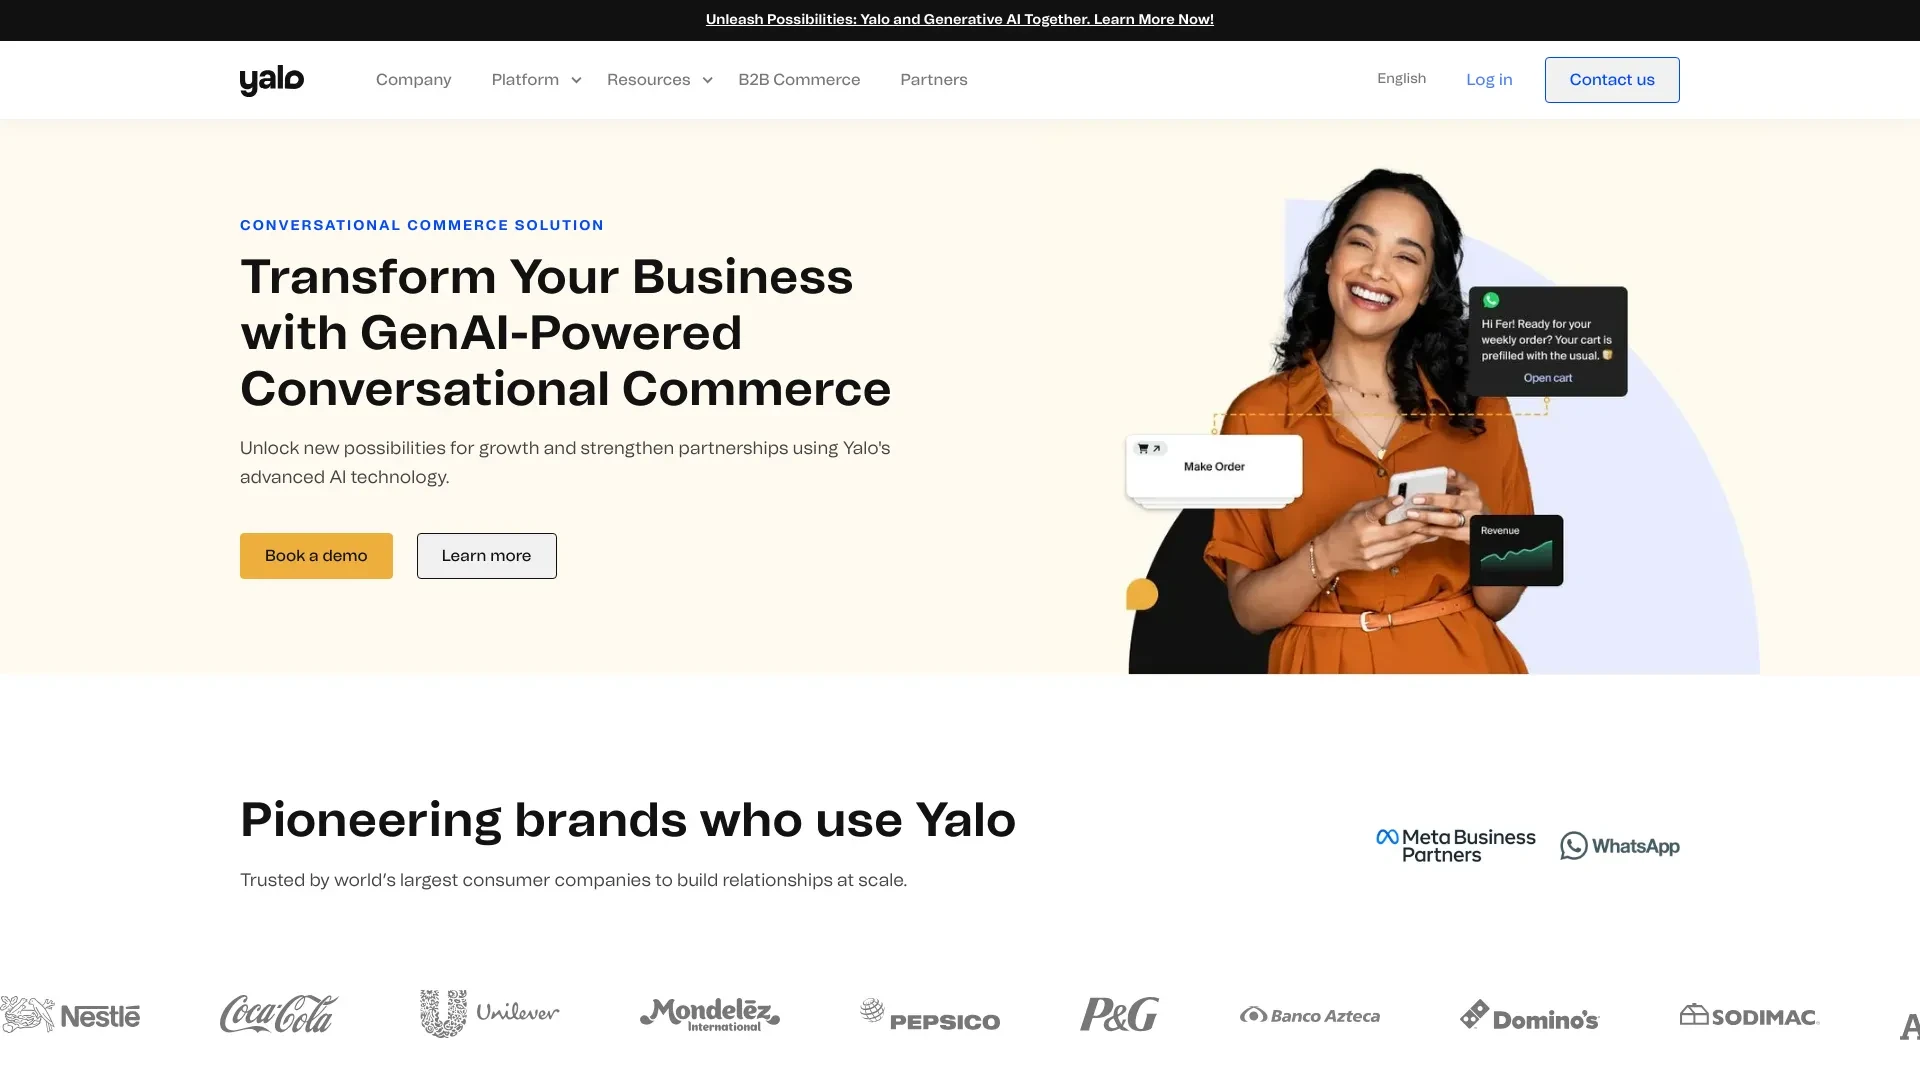 Unleash Possibilities: Yalo and Generative AI Together. Learn More Now!
yalo
Company
Platform
Resources
B2B Commerce
Partners
English
Log in
Contact us
CONVERSATIONAL COMMERCE SOLUTION
Transform Your Business
with GenAI-Powered
Conversational Commerce
Unlock new possibilities for growth and strengthen partnerships using Yalo's
advanced AI technology.
Book a demo
Learn more
Hi Fer! Ready for your
weekly order? Your cart is
prefilled with the usual.
Open cart
Make Order
Revenue
Pioneering brands who use Yalo
Trusted by world’s largest consumer companies to build relationships at scale.
Meta Business
Partners
WhatsApp
Nestlé
Coca-Cola
Unilever
Mondelēz
International
PEPSICO
P&G
Banco Azteca
Domino's
SODIMAC
A